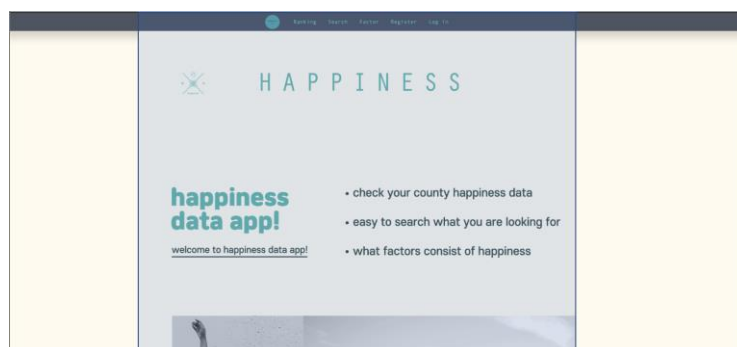 Ranking Search Factor Register Log in
HAPPINESS
happiness
data app!
welcome to happiness data app!
• check your county happiness data
• easy to search what you are looking for
• what factors consist of happiness